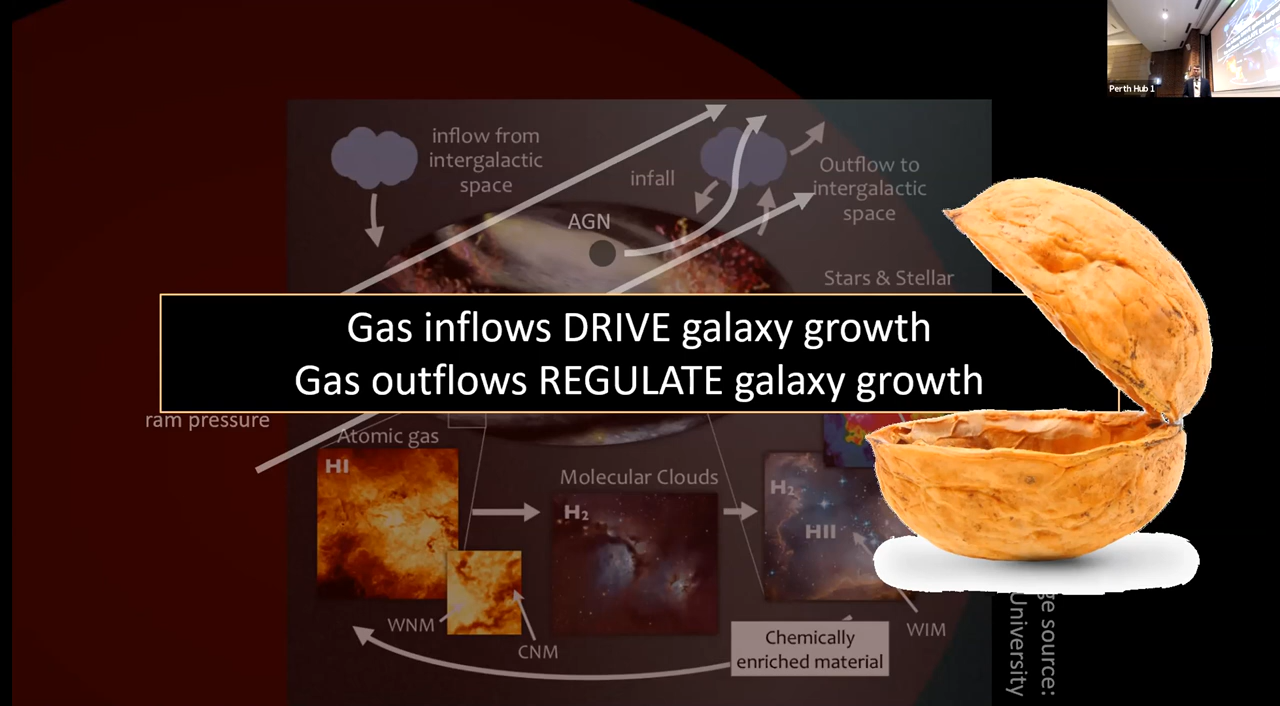 Perth Hub 1
inflow from
intergalactic
space
infall
Outflow to
intergalactic
space
AGN
Stars & Stellar
Gas inflows DRIVE galaxy growth
Gas outflows REGULATE galaxy growth
ram pressure
Atomic gas
HI
Molecular Clouds
H₂
H₂
HII
WNM
CNM
WIM
Chemically
enriched material
ge source:
University